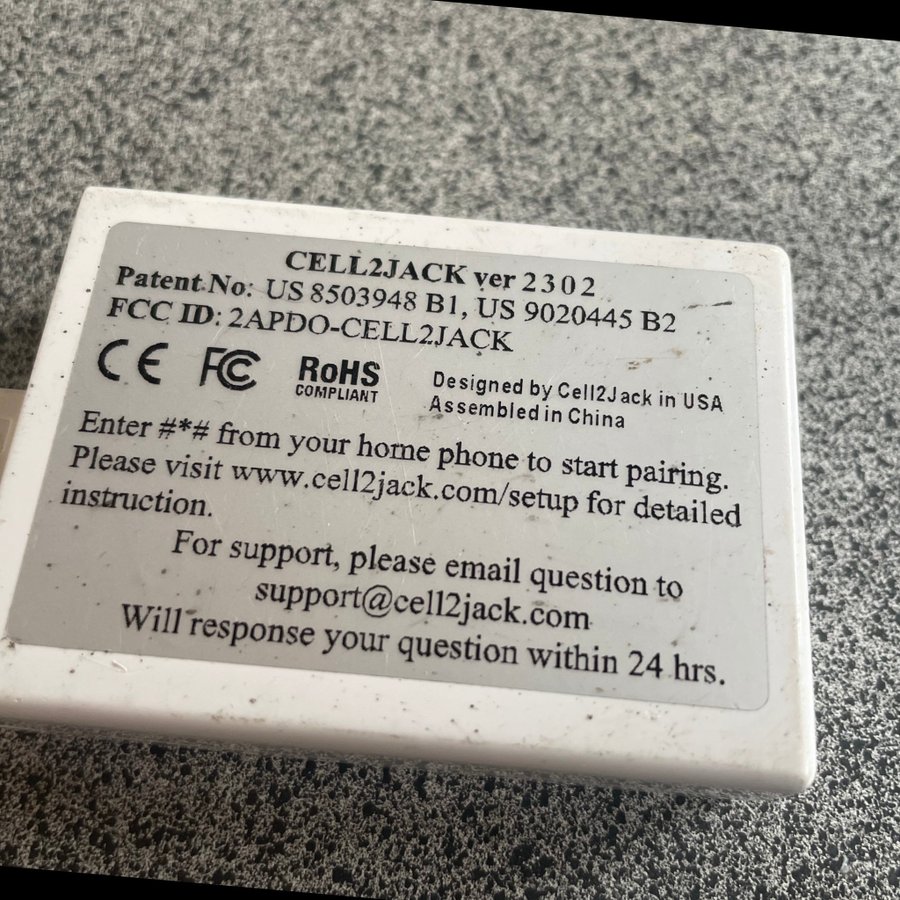 CELL2JACK ver 2302
Patent No: US 8503948 B1, US 9020445 B2
FCC ID: 2APDO-CELL2JACK
CE FC RoHS
COMPLIANT
Designed by Cell2Jack in USA
Assembled in China
Enter #*# from your home phone to start pairing.
Please visit www.cell2jack.com/setup for detailed
instruction.
For support, please email question to
support@cell2jack.com
Will response your question within 24 hrs.